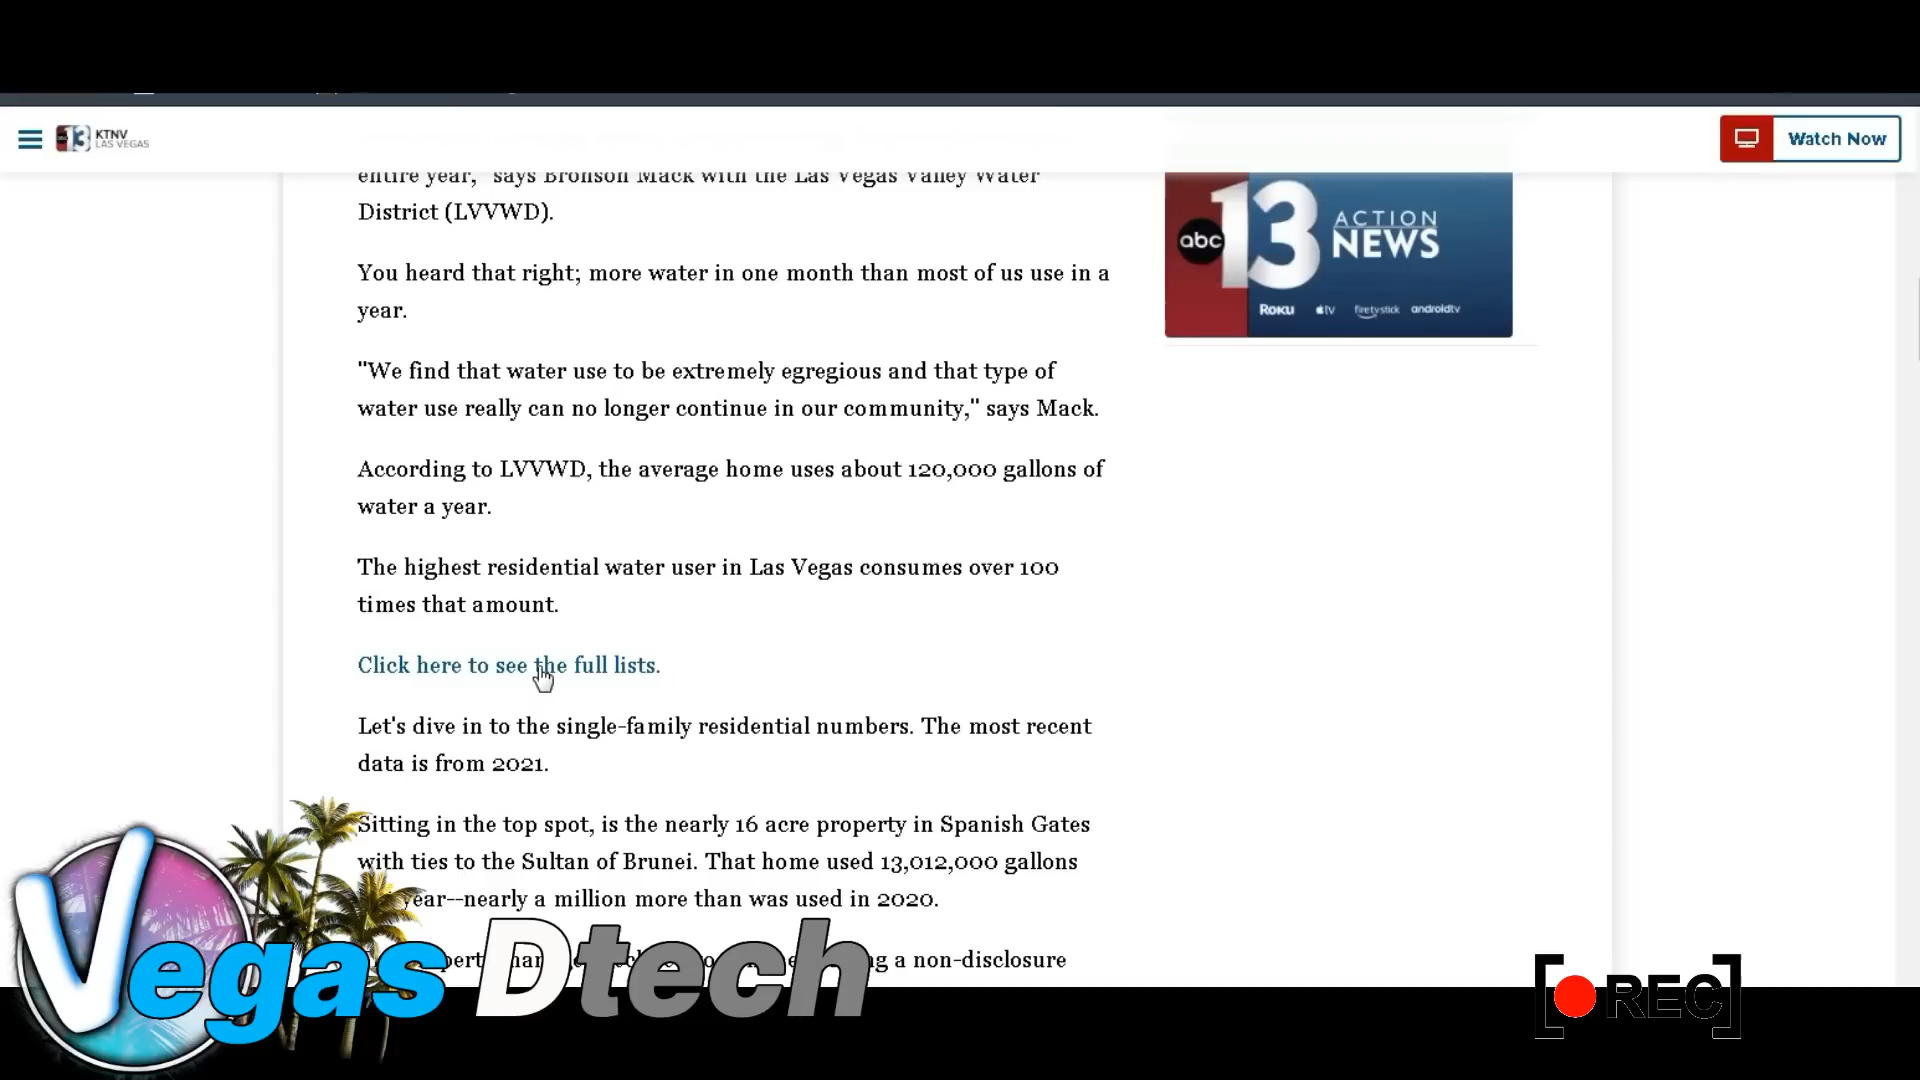 KTNV
LAS VEGAS
13
Watch Now
entire year," says Bronson Mack with the Las Vegas Valley Water
District (LVVWD).
You heard that right; more water in one month than most of us use in a
year.
"We find that water use to be extremely egregious and that type of
water use really can no longer continue in our community," says Mack.
According to LVVWD, the average home uses about 120,000 gallons of
water a year.
The highest residential water user in Las Vegas consumes over 100
times that amount.
Click here to see the full lists.
Let's dive in to the single-family residential numbers. The most recent
data is from 2021.
Sitting in the top spot, is the nearly 16 acre property in Spanish Gates
with ties to the Sultan of Brunei. That home used 13,012,000 gallons
year--nearly a million more than was used in 2020.
a non-disclosure
abc
13
ACTION
NEWS
ROKU tv firetystick androidtv
Vegas Dtech
[REC]